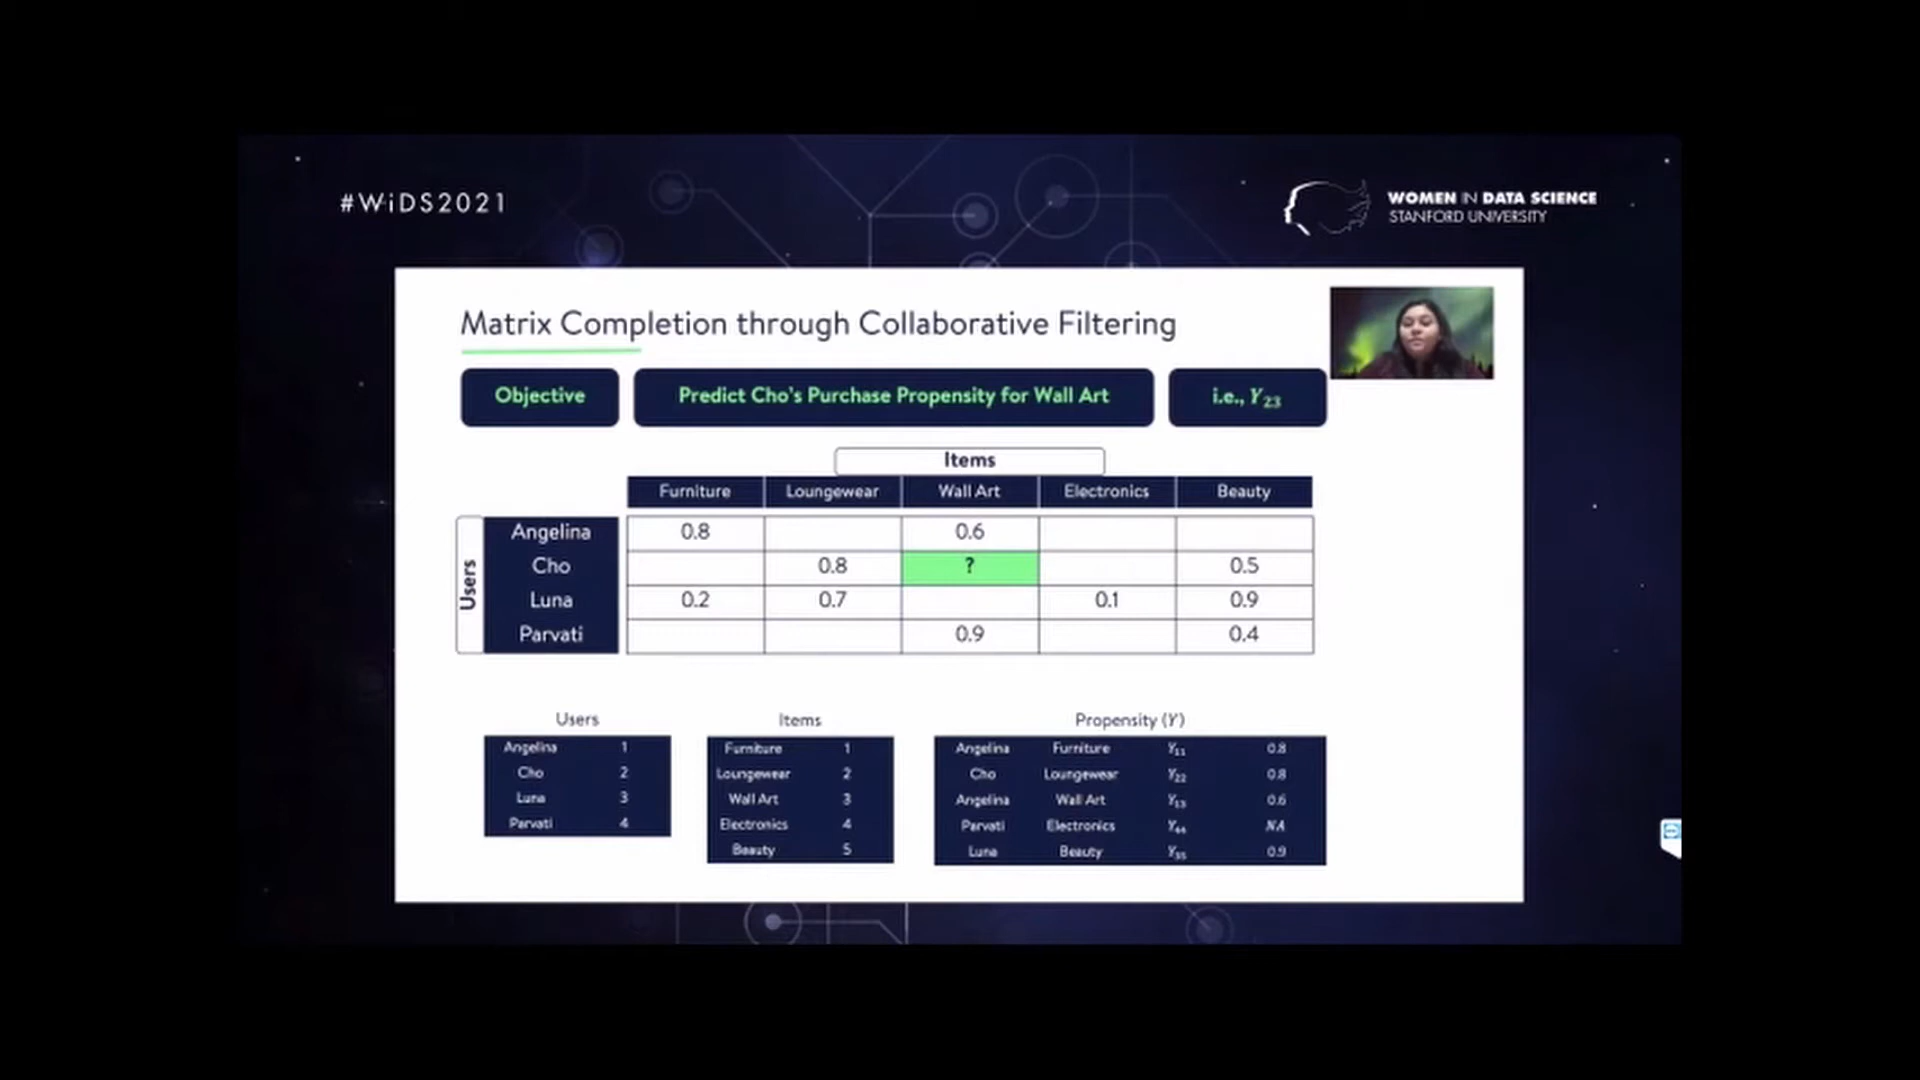 #WiDS2021
WOMEN IN DATA SCIENCE
STANFORD UNIVERSITY
Matrix Completion through Collaborative Filtering
Objective
Predict Cho's Purchase Propensity for Wall Art
i.e., Y₂₃
Items
Furniture Loungewear Wall Art Electronics Beauty
Users
Angelina 0.8 0.6
Cho 0.8 ? 0.5
Luna 0.2 0.7 0.1 0.9
Parvati 0.9 0.4
Users
Angelina 1
Cho 2
Luna 3
Parvati 4
Items
Furniture 1
Loungewear 2
Wall Art 3
Electronics 4
Beauty 5
Propensity (Y)
Angelina Furniture Y₁₁ 0.8
Cho Loungewear Y₂₂ 0.8
Angelina Wall Art Y₁₃ 0.6
Parvati Electronics Y₄₄ NA
Luna Beauty Y₃₅ 0.9